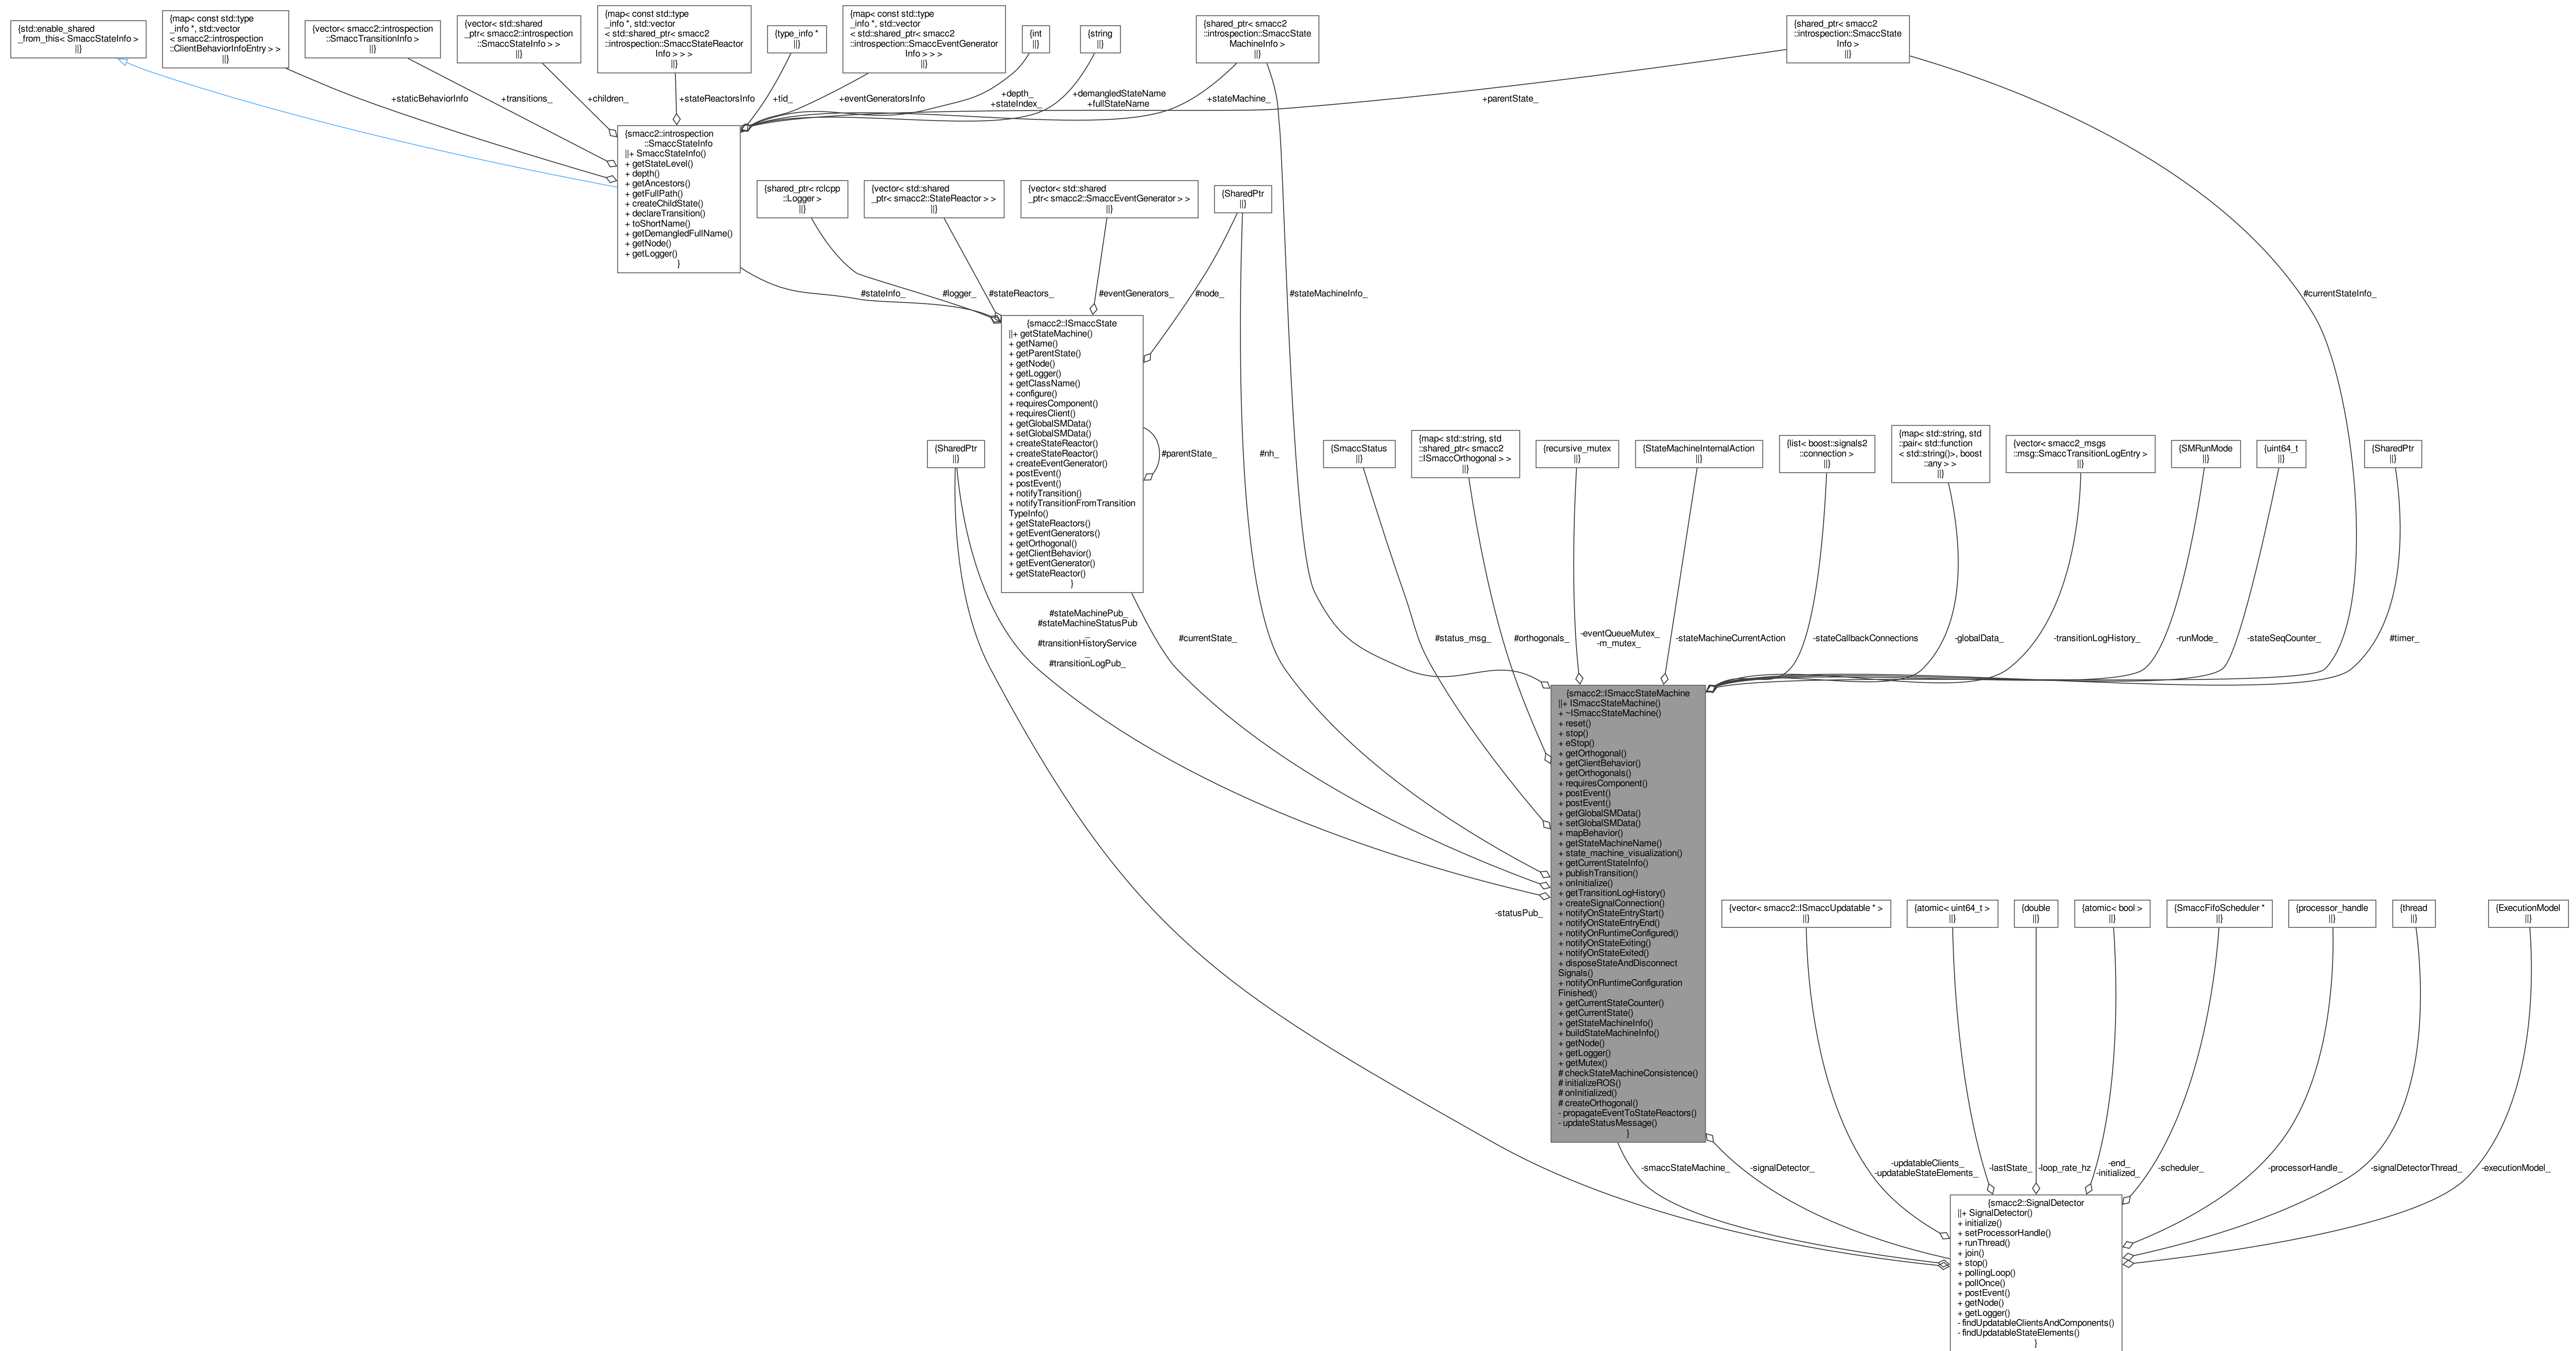 {std::enable_shared
_from_this< SmaccStateInfo >
||}
{map< const std::type
_info *, std::vector
< smacc2::introspection
::ClientBehaviorInfoEntry > >
||}
{vector< smacc2::introspection
::SmaccTransitionInfo >
||}
{vector< std::shared
_ptr< smacc2::introspection
::SmaccStateInfo > >
||}
{map< const std::type
_info *, std::vector
< std::shared_ptr< smacc2
::introspection::SmaccStateReactor
Info > > >
||}
{type_info *
||}
{map< const std::type
_info *, std::vector
< std::shared_ptr< smacc2
::introspection::SmaccEventGenerator
Info > > >
||}
{int
||}
{string
||}
{shared_ptr< smacc2
::introspection::SmaccState
MachineInfo >
||}
{shared_ptr< smacc2
::introspection::SmaccState
Info >
||}
+staticBehaviorInfo
+transitions_
+children_
+stateReactorsInfo
+tid_
+eventGeneratorsInfo
+depth_
+stateIndex_
+demangledStateName
+fullStateName
+stateMachine_
+parentState_
{smacc2::introspection
::SmaccStateInfo
||+ SmaccStateInfo()
+ getStateLevel()
+ depth()
+ getAncestors()
+ getFullPath()
+ createChildState()
+ declareTransition()
+ toShortName()
+ getDemangledFullName()
+ getNode()
+ getLogger()
}
{shared_ptr< rclcpp
::Logger >
||}
{vector< std::shared
_ptr< smacc2::StateReactor > >
||}
{vector< std::shared
_ptr< smacc2::SmaccEventGenerator > >
||}
{SharedPtr
||}
#stateInfo_
#logger_
#stateReactors_
#eventGenerators_
#node_
#stateMachineInfo_
#currentStateInfo_
{smacc2::ISmaccState
||+ getStateMachine()
+ getName()
+ getParentState()
+ getNode()
+ getLogger()
+ getClassName()
+ configure()
+ requiresComponent()
+ requiresClient()
+ getGlobalSMData()
+ setGlobalSMData()
+ createStateReactor()
+ createStateReactor()
+ createEventGenerator()
+ postEvent()
+ postEvent()
+ notifyTransition()
+ notifyTransitionFromTransition
TypeInfo()
+ getStateReactors()
+ getEventGenerators()
+ getOrthogonal()
+ getClientBehavior()
+ getEventGenerator()
+ getStateReactor()
}
#parentState_
#nh_
{SharedPtr
||}
{SmaccStatus
||}
{map< std::string, std
::shared_ptr< smacc2
::ISmaccOrthogonal > >
||}
{recursive_mutex
||}
{StateMachineInternalAction
||}
{list< boost::signals2
::connection >
||}
{map< std::string, std
::pair< std::function
< std::string()>, boost
::any > >
||}
{vector< smacc2_msgs
::msg::SmaccTransitionLogEntry >
||}
{SMRunMode
||}
{uint64_t
||}
{SharedPtr
||}
#stateMachinePub_
#stateMachineStatusPub
_
#transitionHistoryService
_
#transitionLogPub_
#currentState_
#status_msg_
#orthogonals_
-eventQueueMutex_
-m_mutex_
-stateMachineCurrentAction
-stateCallbackConnections
-globalData_
-transitionLogHistory_
-runMode_
-stateSeqCounter_
#timer_
{smacc2::ISmaccStateMachine
||+ ISmaccStateMachine()
+ ~ISmaccStateMachine()
+ reset()
+ stop()
+ eStop()
+ getOrthogonal()
+ getClientBehavior()
+ getOrthogonals()
+ requiresComponent()
+ postEvent()
+ postEvent()
+ getGlobalSMData()
+ setGlobalSMData()
+ mapBehavior()
+ getStateMachineName()
+ state_machine_visualization()
+ getCurrentStateInfo()
+ publishTransition()
+ onInitialize()
+ getTransitionLogHistory()
+ createSignalConnection()
+ notifyOnStateEntryStart()
+ notifyOnStateEntryEnd()
+ notifyOnRuntimeConfigured()
+ notifyOnStateExiting()
+ notifyOnStateExited()
+ disposeStateAndDisconnect
Signals()
+ notifyOnRuntimeConfiguration
Finished()
+ getCurrentStateCounter()
+ getCurrentState()
+ getStateMachineInfo()
+ buildStateMachineInfo()
+ getNode()
+ getLogger()
+ getMutex()
# checkStateMachineConsistence()
# initializeROS()
# onInitialized()
# createOrthogonal()
- propagateEventToStateReactors()
- updateStatusMessage()
}
-statusPub_
{vector< smacc2::ISmaccUpdatable * >
||}
{atomic< uint64_t >
||}
{double
||}
{atomic< bool >
||}
{SmaccFifoScheduler *
||}
{processor_handle
||}
{thread
||}
{ExecutionModel
||}
-smaccStateMachine_
-signalDetector_
-updatableClients_
-updatableStateElements_
-lastState_
-loop_rate_hz
-end_
-initialized_
-scheduler_
-processorHandle_
-signalDetectorThread_
-executionModel_
{smacc2::SignalDetector
||+ SignalDetector()
+ initialize()
+ setProcessorHandle()
+ runThread()
+ join()
+ stop()
+ pollingLoop()
+ pollOnce()
+ postEvent()
+ getNode()
+ getLogger()
- findUpdatableClientsAndComponents()
- findUpdatableStateElements()
}